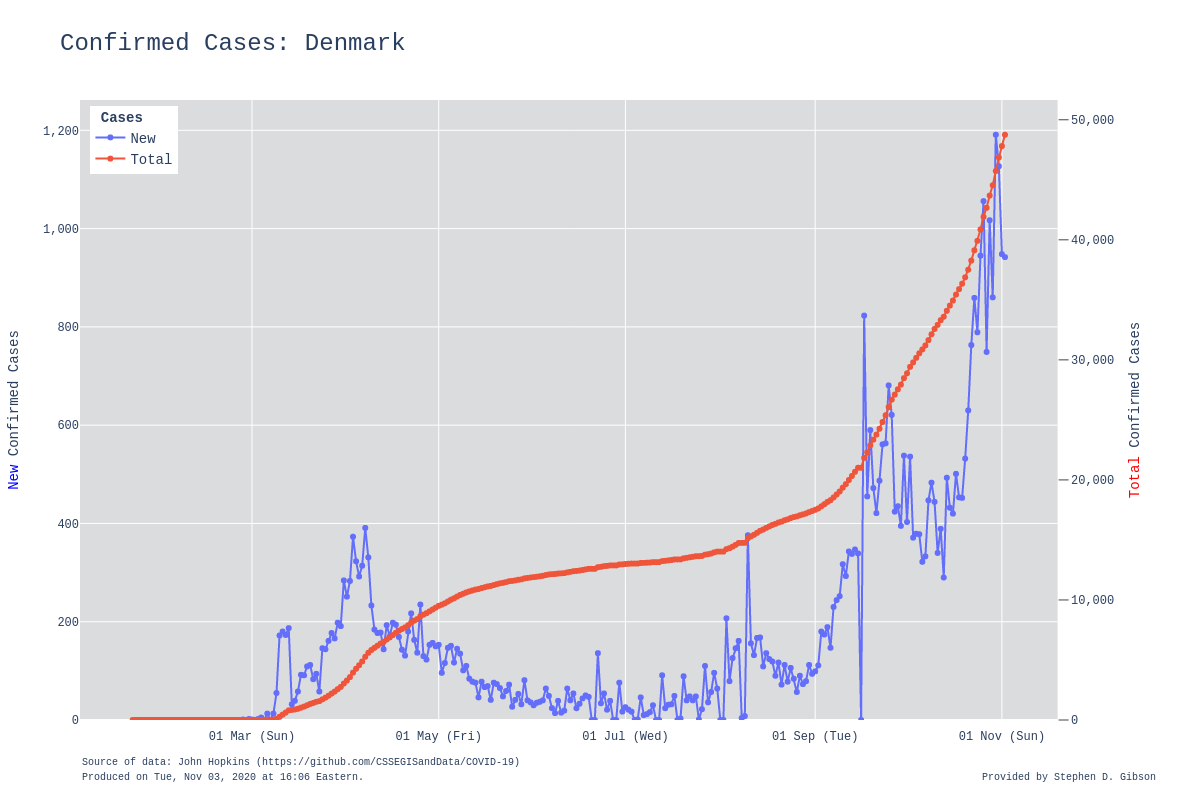 Confirmed Cases: Denmark
Cases
New
Total
1,200
1,000
800
600
400
200
0
50,000
40,000
30,000
20,000
10,000
0
New Confirmed Cases
Total Confirmed Cases
01 Mar (Sun)
01 May (Fri)
01 Jul (Wed)
01 Sep (Tue)
01 Nov (Sun)
Source of data: John Hopkins (https://github.com/CSSEGISandData/COVID-19)
Produced on Tue, Nov 03, 2020 at 16:06 Eastern.
Provided by Stephen D. Gibson